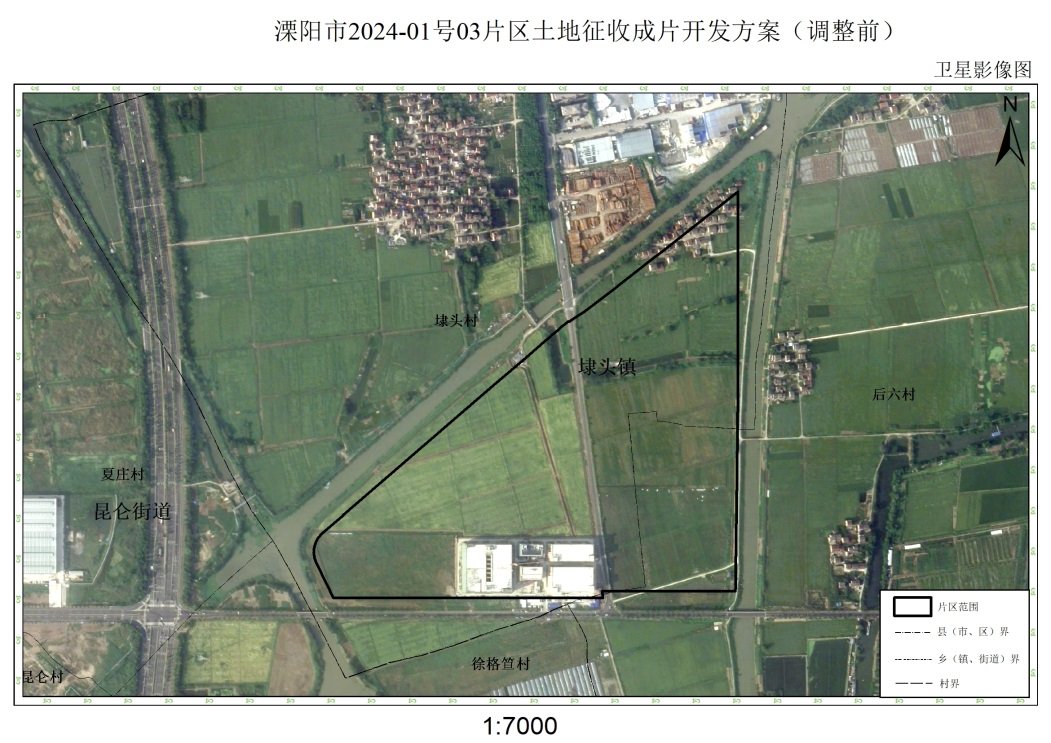 溧阳市2024-01号03片区土地征收成片开发方案（调整前）
卫星影像图
N
埭头村
埭头镇
后六村
夏庄村
昆仑街道
徐格笪村
昆仑村
片区范围
县（市、区）界
乡（镇、街道）界
村界
1:7000